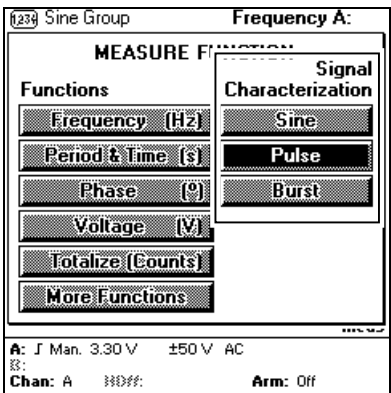 1234 Sine Group Frequency A:
MEASURE
Signal
Characterization
Functions
Frequency (Hz)
Sine
Period & Time (s)
Pulse
Phase (º)
Burst
Voltage (V)
Totalize (Counts)
More Functions
A: ∫ Man. 3.30 V ±50 V AC
Chan: A Arm: Off